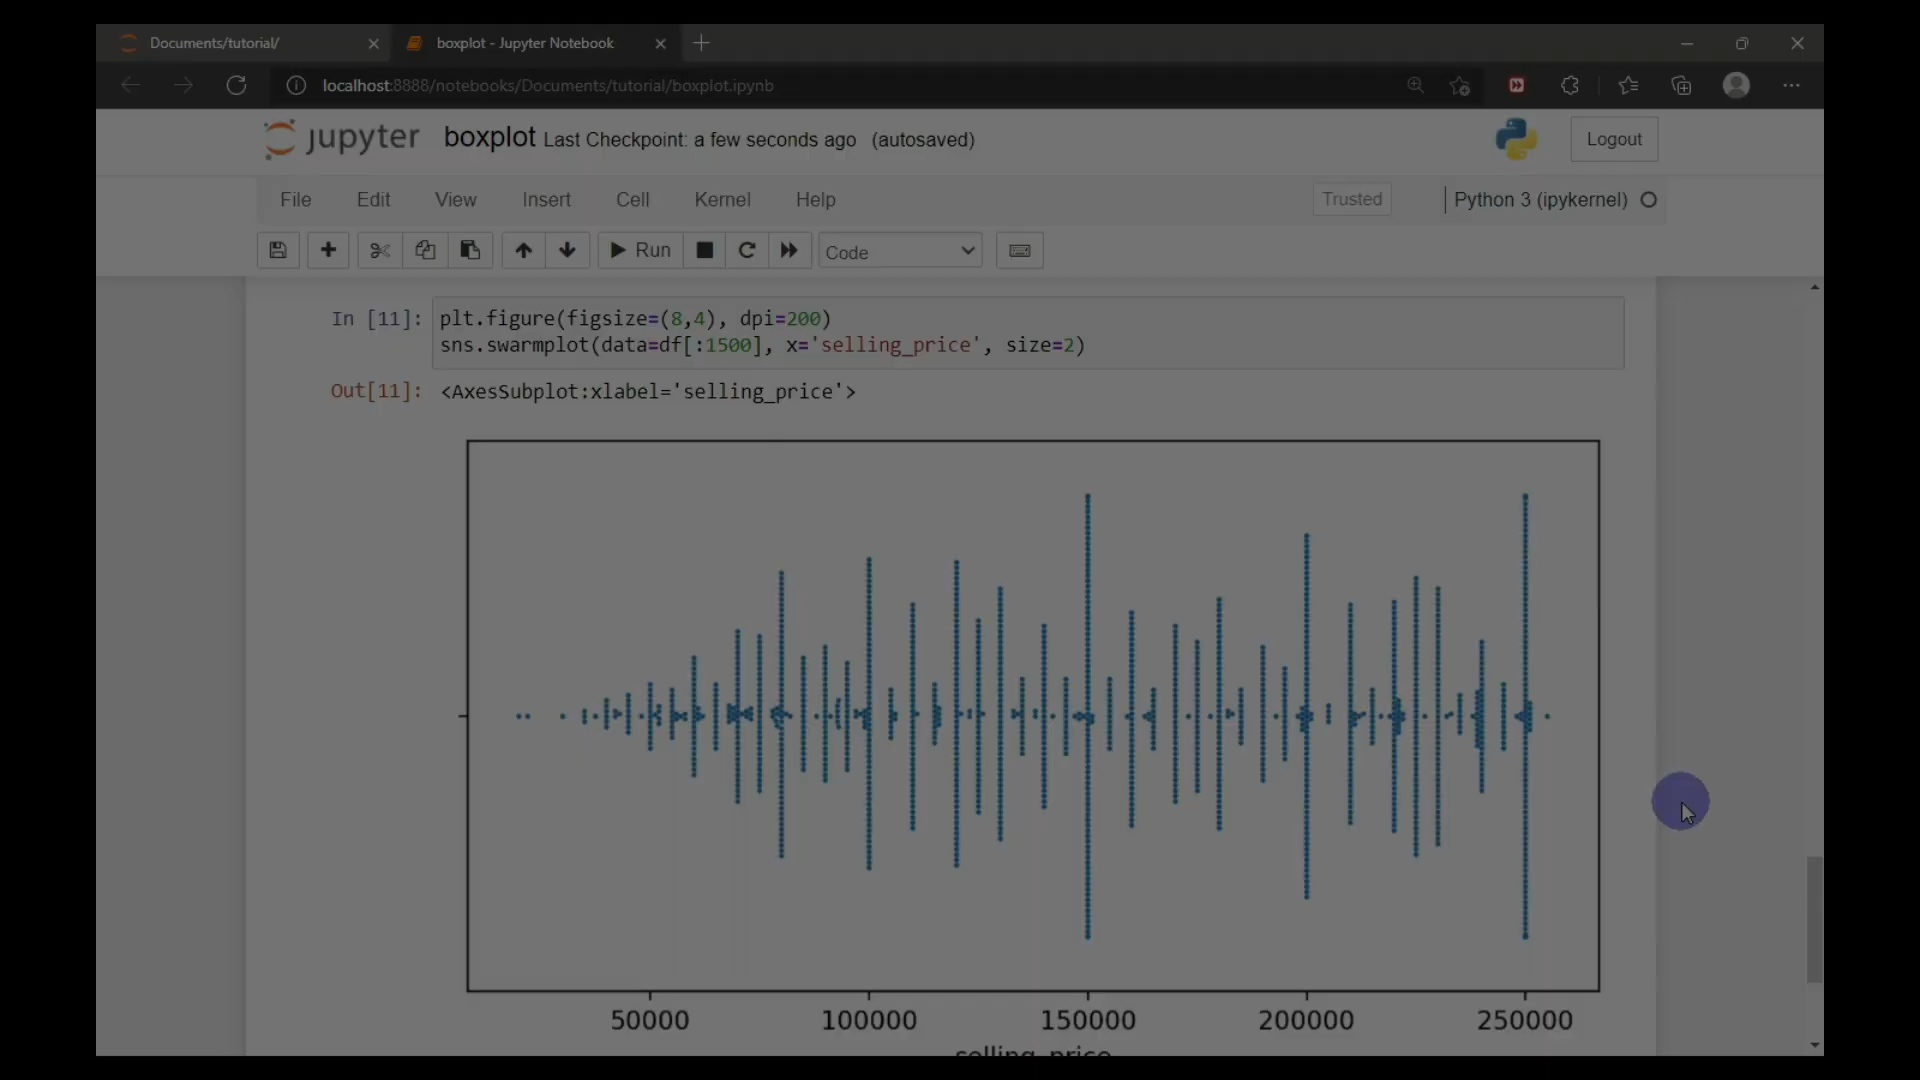 Documents/tutorial/
boxplot - Jupyter Notebook
localhost:8888/notebooks/Documents/tutorial/boxplot.ipynb
jupyter boxplot Last Checkpoint: a few seconds ago (autosaved)
Logout
File Edit View Insert Cell Kernel Help
Trusted
Python 3 (ipykernel)
Run
Code
In [11]: plt.figure(figsize=(8,4), dpi=200)
sns.swarmplot(data=df[:1500], x='selling_price', size=2)
Out[11]: <AxesSubplot:xlabel='selling_price'>
50000 100000 150000 200000 250000
selling_price